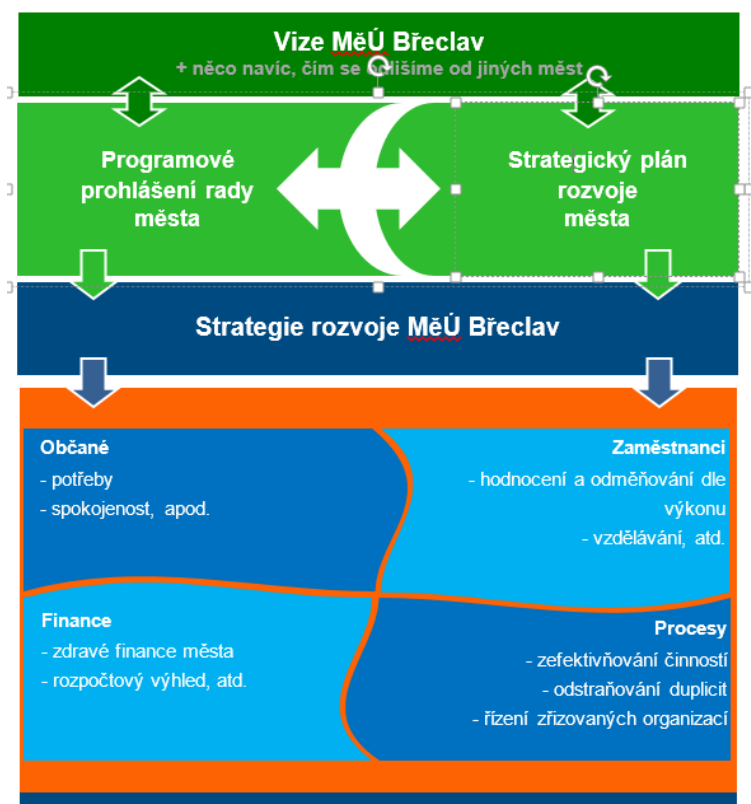 Vize MěÚ Břeclav
+ něco navíc, čím se odlišíme od jiných měst
Programové
prohlášení rady
města
Strategický plán
rozvoje
města
Strategie rozvoje MěÚ Břeclav
Občané
- potřeby
- spokojenost, apod.
Zaměstnanci
- hodnocení a odměňování dle
výkonu
- vzdělávání, atd.
Finance
- zdravé finance města
- rozpočtový výhled, atd.
Procesy
- zefektivňování činností
- odstraňování duplicit
- řízení zřizovaných organizací